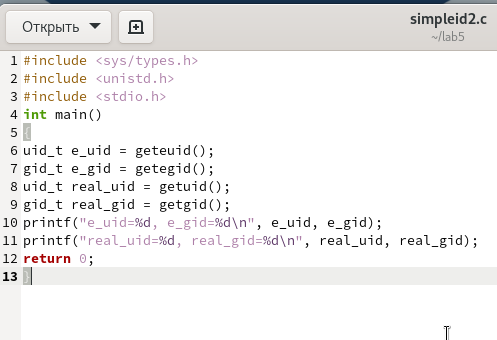 Открыть
simpleid2.c
~/lab5
1 #include <sys/types.h>
2 #include <unistd.h>
3 #include <stdio.h>
4 int main()
5 {
6 uid_t e_uid = geteuid();
7 gid_t e_gid = getegid();
8 uid_t real_uid = getuid();
9 gid_t real_gid = getgid();
10 printf("e_uid=%d, e_gid=%d\n", e_uid, e_gid);
11 printf("real_uid=%d, real_gid=%d\n", real_uid, real_gid);
12 return 0;
13 }